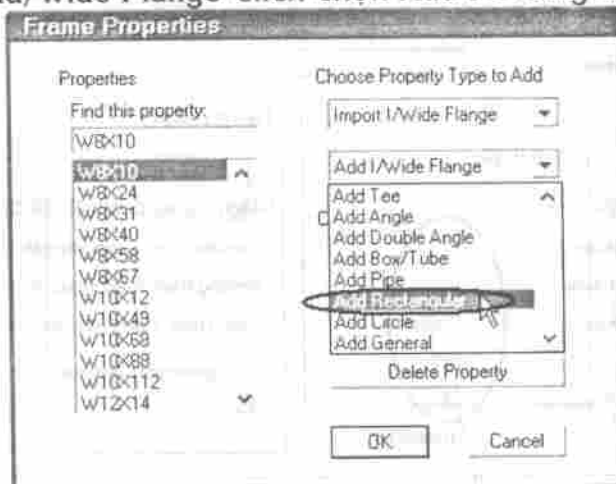 Frame Properties
Properties
Find this property:
W8X10
W8X10
W8X24
W8X31
W8X40
W8X58
W8X67
W10X12
W10X49
W10X68
W10X88
W10X112
W12X14
Choose Property Type to Add
Import I/Wide Flange
Add I/Wide Flange
Add Tee
Add Angle
Add Double Angle
Add Box/Tube
Add Pipe
Add Rectangular
Add Circle
Add General
Delete Property
OK
Cancel